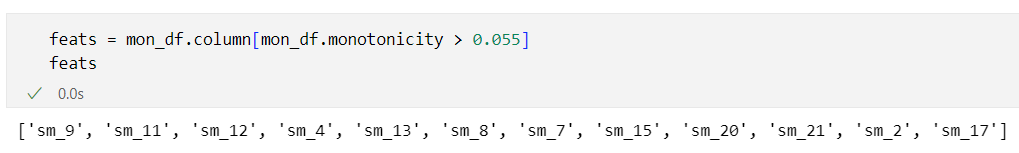 feats = mon_df.column[mon_df.monotonicity > 0.055]
feats
0.0s
['sm_9', 'sm_11', 'sm_12', 'sm_4', 'sm_13', 'sm_8', 'sm_7', 'sm_15', 'sm_20', 'sm_21', 'sm_2', 'sm_17']